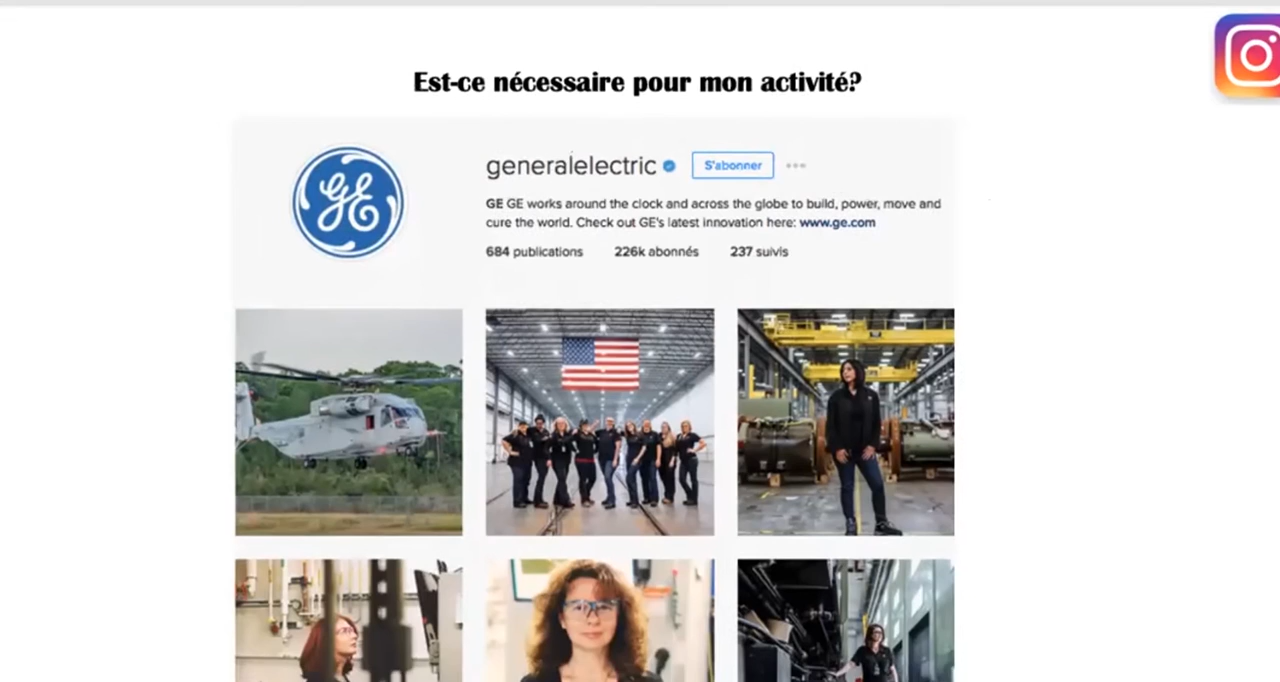 Est-ce nécessaire pour mon activité?
GE
generalelectric S'abonner
GE GE works around the clock and across the globe to build, power, move and
cure the world. Check out GE's latest innovation here: www.ge.com
684 publications 226k abonnés 237 suivis